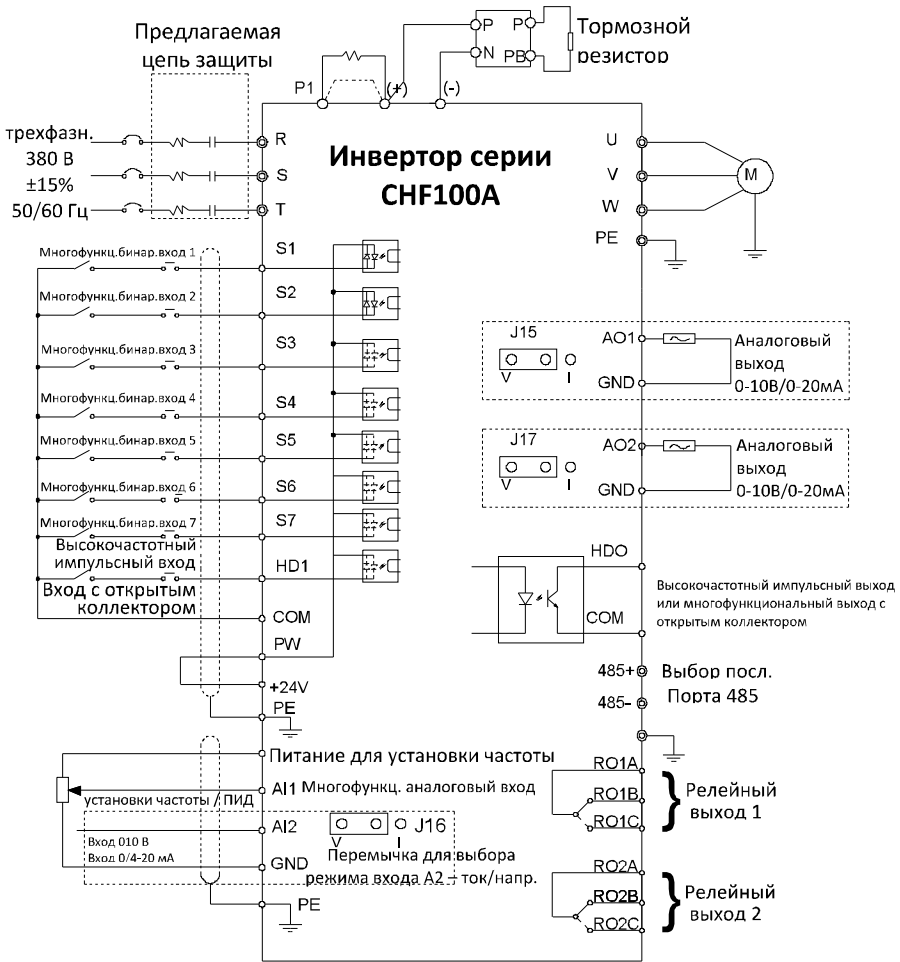 Предлагаемая
цепь защиты
Тормозной
резистор
P
P
N
PB
P1
(+)
(-)
трехфазн.
380 В
±15%
50/60 Гц
R
S
T
Инвертор серии
CHF100A
U
V
W
PE
M
Многофункц.бинар.вход 1
S1
Многофункц.бинар.вход 2
S2
Многофункц.бинар.вход 3
S3
Многофункц.бинар.вход 4
S4
Многофункц.бинар.вход 5
S5
Многофункц.бинар.вход 6
S6
Многофункц.бинар.вход 7
S7
Высокочастотный
импульсный вход
HD1
Вход с открытым
коллектором
COM
PW
+24V
PE
J15
V
I
AO1
GND
Аналоговый
выход
0-10В/0-20мА
J17
V
I
AO2
GND
Аналоговый
выход
0-10В/0-20мА
HDO
COM
Высокочастотный импульсный выход
или многофункциональный выход с
открытым коллектором
485+
485-
Выбор посл.
Порта 485
Питание для установки частоты
AI1
Многофункц. аналоговый вход
установки частоты / ПИД
AI2
J16
V
I
Вход 010 В
Вход 0/4-20 мА
GND
Перемычка для выбора
режима входа А2 – ток/напр.
PE
RO1A
RO1B
RO1C
Релейный
выход 1
RO2A
RO2B
RO2C
Релейный
выход 2